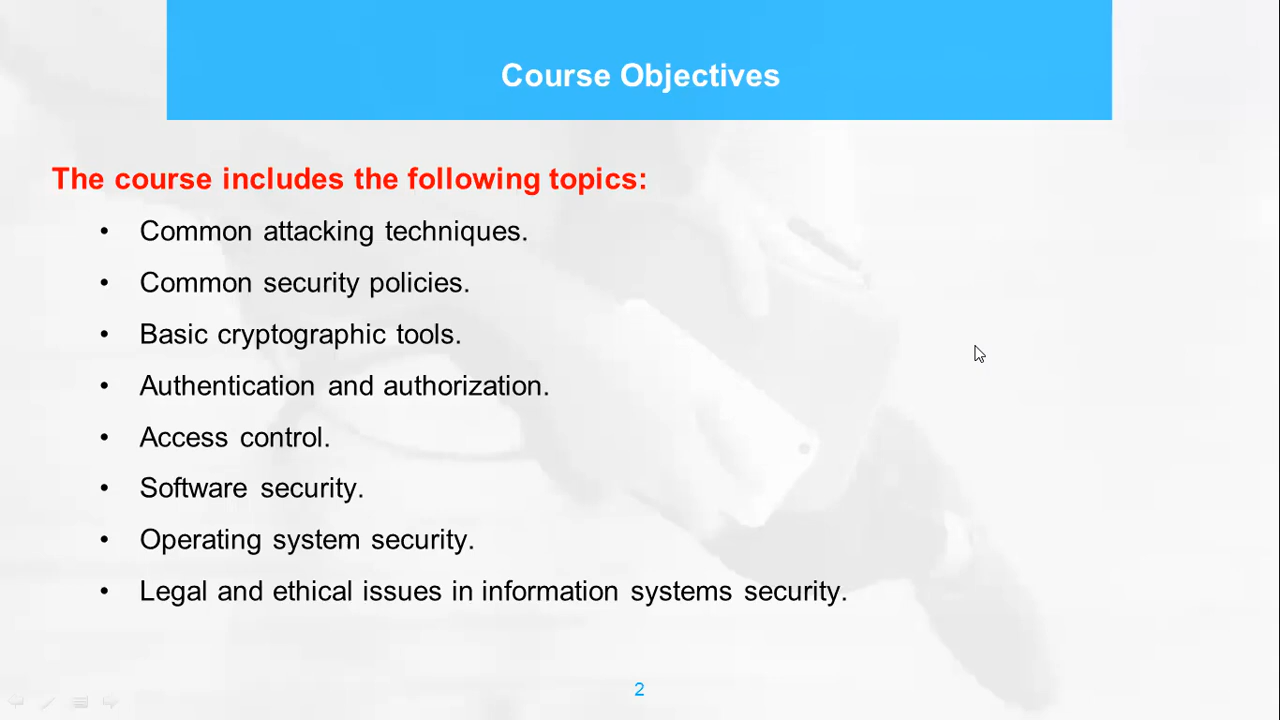 Course Objectives
The course includes the following topics:
• Common attacking techniques.
• Common security policies.
• Basic cryptographic tools.
• Authentication and authorization.
• Access control.
• Software security.
• Operating system security.
• Legal and ethical issues in information systems security.
2